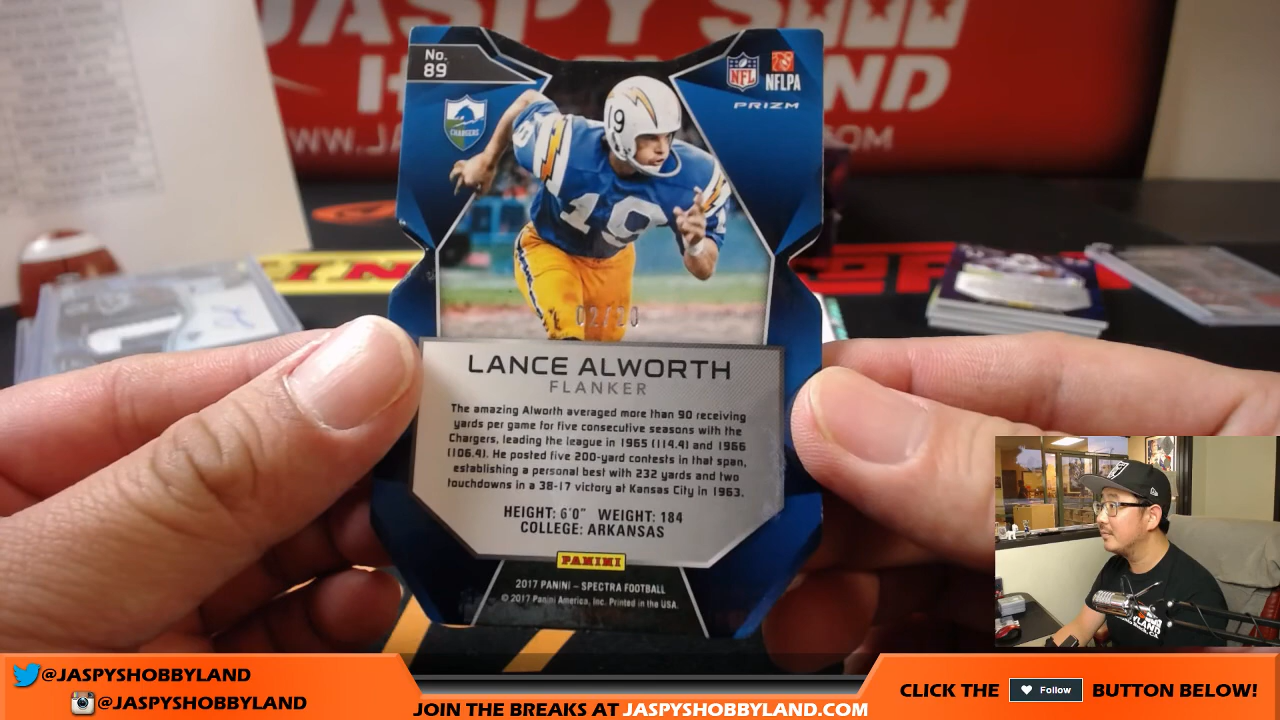 JASPY'S
No.
89
NFL
NFLPA
PRIZM
CHARGERS
19
19
02/10
LANCE ALWORTH
FLANKER
The amazing Alworth averaged more than 90 receiving
yards per game for five consecutive seasons with the
Chargers, leading the league in 1965 (114.4) and 1966
(106.4). He posted five 200-yard contests in that span,
establishing a personal best with 232 yards and two
touchdowns in a 38-17 victory at Kansas City in 1963.
HEIGHT: 6'0" WEIGHT: 184
COLLEGE: ARKANSAS
PANINI
2017 PANINI – SPECTRA FOOTBALL
© 2017 Panini America, Inc. Printed in the USA.
@JASPYSHOBBYLAND
@JASPYSHOBBYLAND
JOIN THE BREAKS AT JASPYSHOBBYLAND.COM
CLICK THE Follow BUTTON BELOW!